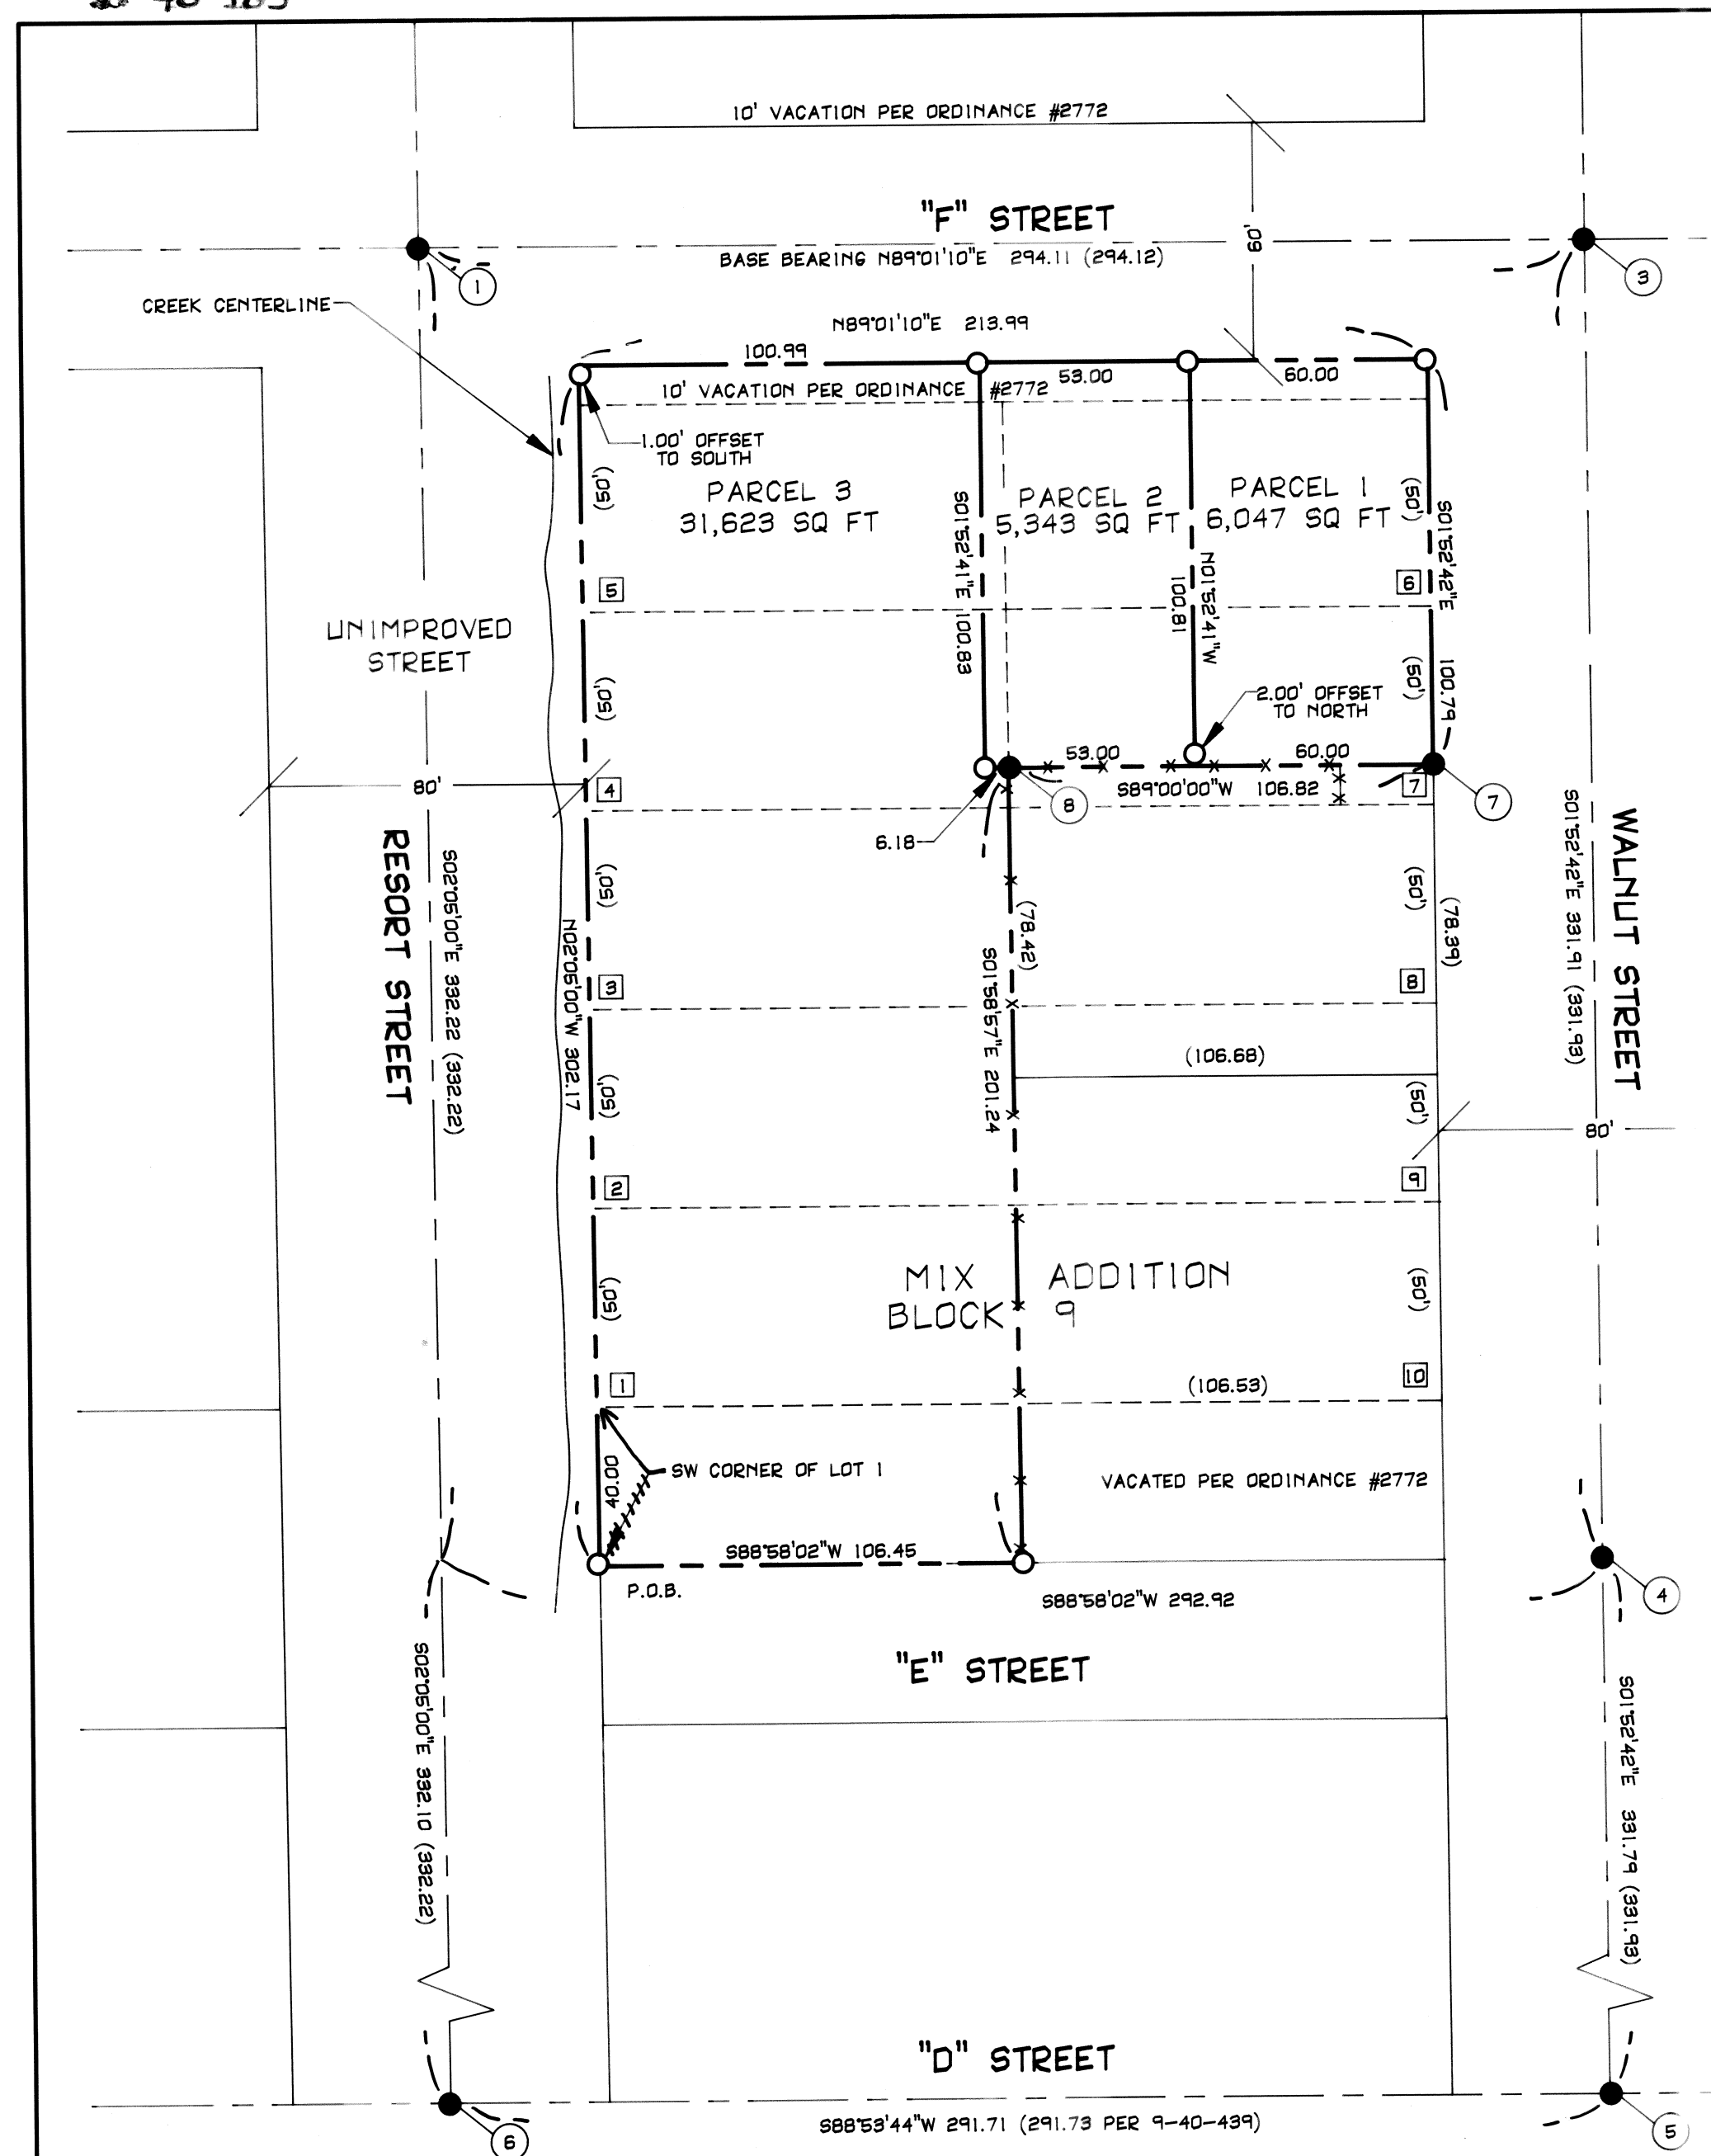 10' VACATION PER ORDINANCE #2772
"F" STREET
BASE BEARING N89°01'10"E 294.11 (294.12)
60'
1
3
CREEK CENTERLINE
N89°01'10"E 213.99
100.99
53.00
60.00
10' VACATION PER ORDINANCE #2772
1.00' OFFSET
TO SOUTH
PARCEL 3
31,623 SQ FT
PARCEL 2
5,343 SQ FT
PARCEL 1
6,047 SQ FT
(50')
(50')
S01°52'41"E 100.83
N01°52'41"W
100.81
S01°52'42"E
100.79
5
6
UNIMPROVED
STREET
(50')
(50')
2.00' OFFSET
TO NORTH
53.00
60.00
S89°00'00"W 106.82
80'
4
7
8
7
6.18
RESORT STREET
S02°05'00"E 332.22 (332.22)
N02°05'00"W 302.17
(50')
(78.42)
S01°58'57"E 201.24
(50')
(78.39)
S01°52'42"E 331.91 (331.93)
WALNUT STREET
3
8
(106.68)
(50')
(50')
80'
2
9
MIX ADDITION
BLOCK 9
(50')
(50')
1
10
(106.53)
40.00
SW CORNER OF LOT 1
VACATED PER ORDINANCE #2772
S88°58'02"W 106.45
P.O.B.
S88°58'02"W 292.92
4
"E" STREET
S02°05'00"E 332.10 (332.22)
S01°52'42"E 331.79 (331.93)
"D" STREET
S88°53'44"W 291.71 (291.73 PER 9-40-439)
6
5